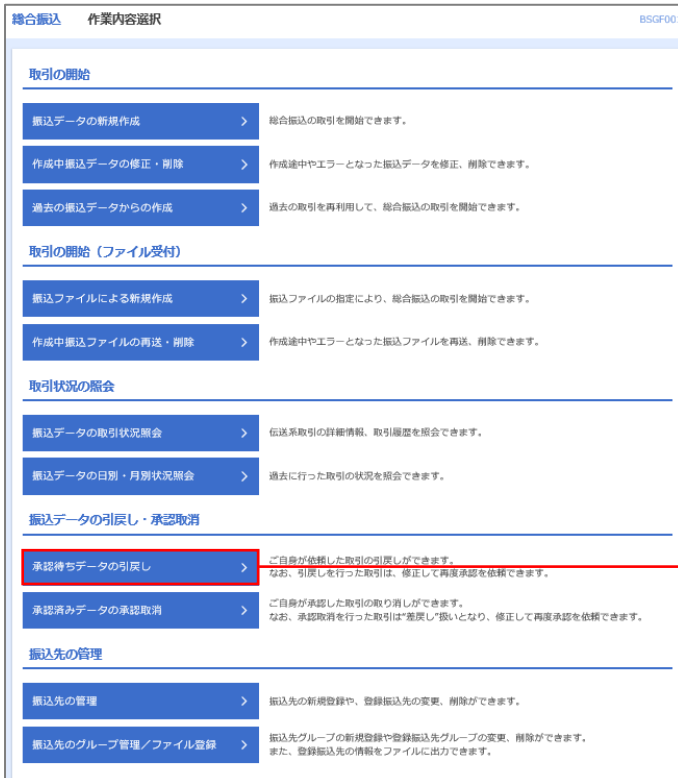 総合振込 作業内容選択 BSGF00
取引の開始
振込データの新規作成 総合振込の取引を開始できます。
作成中振込データの修正・削除 作成途中やエラーとなった振込データを修正、削除できます。
過去の振込データからの作成 過去の取引を再利用して、総合振込の取引を開始できます。
取引の開始（ファイル受付）
振込ファイルによる新規作成 振込ファイルの指定により、総合振込の取引を開始できます。
作成中振込ファイルの再送・削除 作成途中やエラーとなった振込ファイルを再送、削除できます。
取引状況の照会
振込データの取引状況照会 伝送系取引の詳細情報、取引履歴を照会できます。
振込データの日別・月別状況照会 過去に行った取引の状況を照会できます。
振込データの引戻し・承認取消
承認待ちデータの引戻し ご自身が依頼した取引の引戻しができます。
なお、引戻しを行った取引は、修正して再度承認を依頼できます。
承認済みデータの承認取消 ご自身が承認した取引の取り消しができます。
なお、承認取消を行った取引は“差戻し”扱いとなり、修正して再度承認を依頼できます。
振込先の管理
振込先の管理 振込先の新規登録や、登録振込先の変更、削除ができます。
振込先のグループ管理／ファイル登録 振込先グループの新規登録や登録振込先グループの変更、削除ができます。
また、登録振込先の情報をファイルに出力できます。